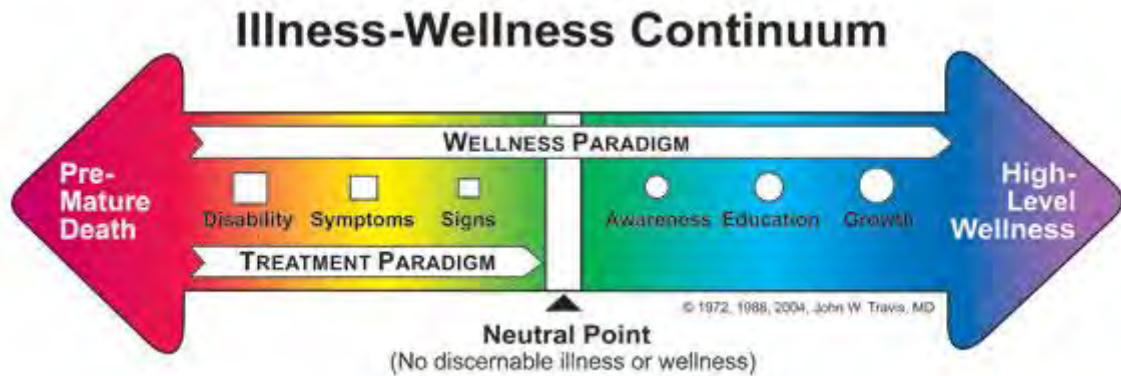 Illness-Wellness Continuum
WELLNESS PARADIGM
Pre-
Mature
Death
Disability Symptoms Signs Awareness Education Growth
High-
Level
Wellness
TREATMENT PARADIGM
© 1972, 1988, 2004, John W. Travis, MD
Neutral Point
(No discernable illness or wellness)